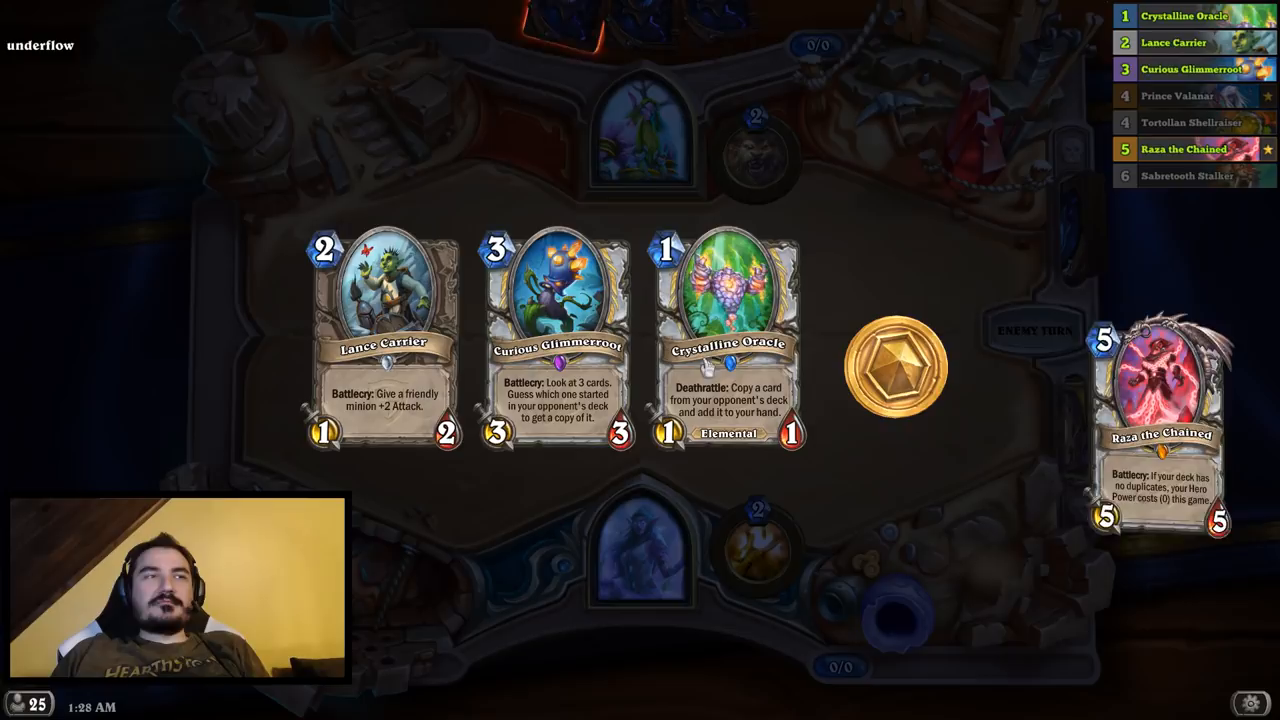 underflow
0/0
2
1 Crystalline Oracle
2 Lance Carrier
3 Curious Glimmerroot
4 Prince Valanar
4 Tortollan Shellraiser
5 Raza the Chained
6 Sabretooth Stalker
2
Lance Carrier
Battlecry: Give a friendly
minion +2 Attack.
1
2
3
Curious Glimmerroot
Battlecry: Look at 3 cards.
Guess which one started
in your opponent's deck
to get a copy of it.
3
3
1
Crystalline Oracle
Deathrattle: Copy a card
from your opponent's deck
and add it to your hand.
1
Elemental
1
ENEMY TURN
5
Raza the Chained
Battlecry: If your deck has
no duplicates, your Hero
Power costs (0) this game.
5
5
2
0/0
25
1:28 AM